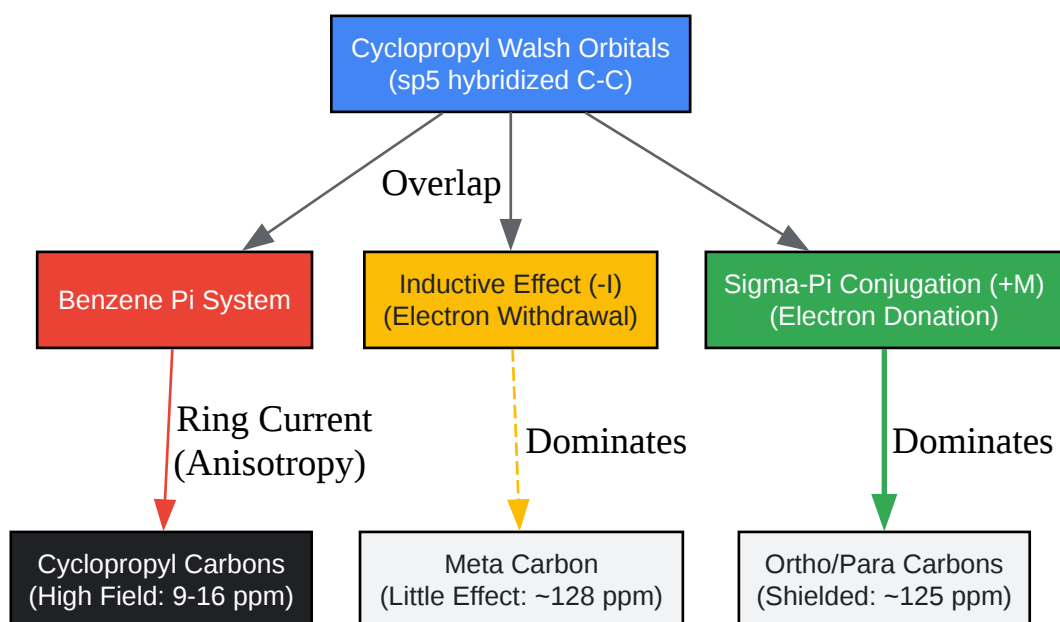 Cyclopropyl Walsh Orbitals
(sp5 hybridized C-C)
Overlap
Benzene Pi System
Inductive Effect (-I)
(Electron Withdrawal)
Sigma-Pi Conjugation (+M)
(Electron Donation)
Ring Current
(Anisotropy)
Dominates
Dominates
Cyclopropyl Carbons
(High Field: 9-16 ppm)
Meta Carbon
(Little Effect: ~128 ppm)
Ortho/Para Carbons
(Shielded: ~125 ppm)